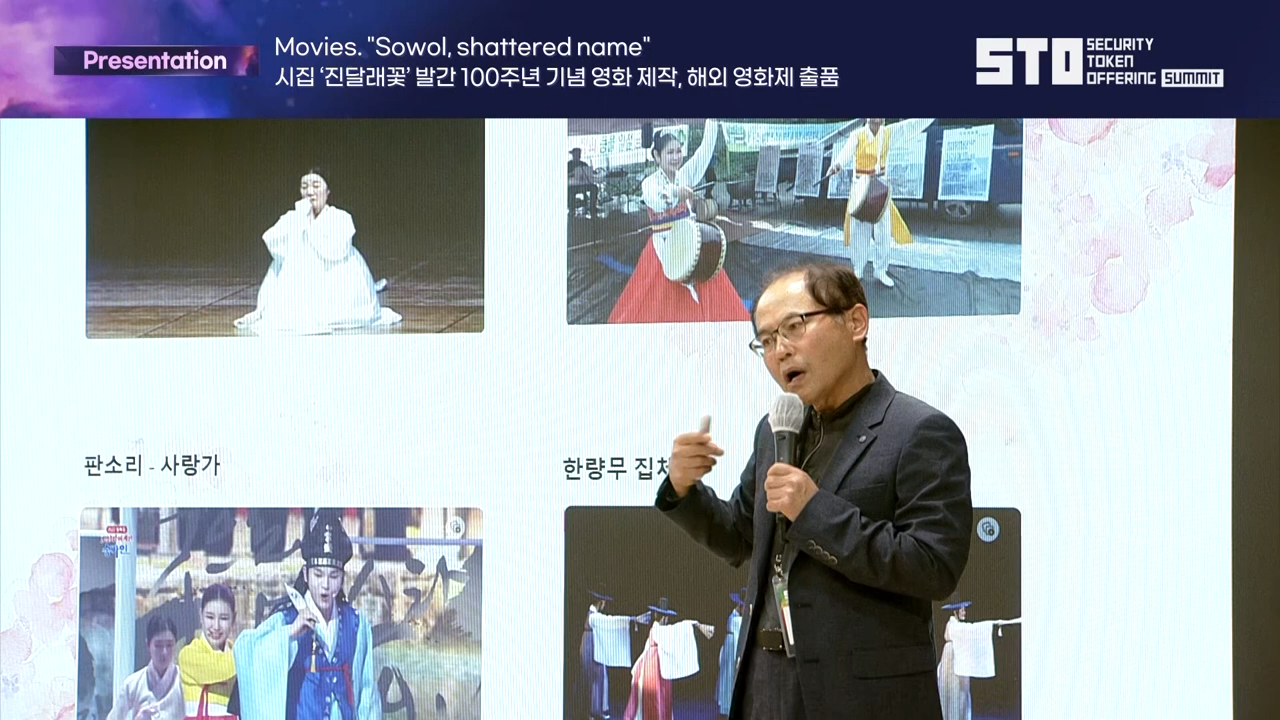 Presentation
Movies. "Sowol, shattered name"
시집 ‘진달래꽃’ 발간 100주년 기념 영화 제작, 해외 영화제 출품
STO SECURITY
TOKEN
OFFERING SUMMIT
판소리 - 사랑가
한량무 집체